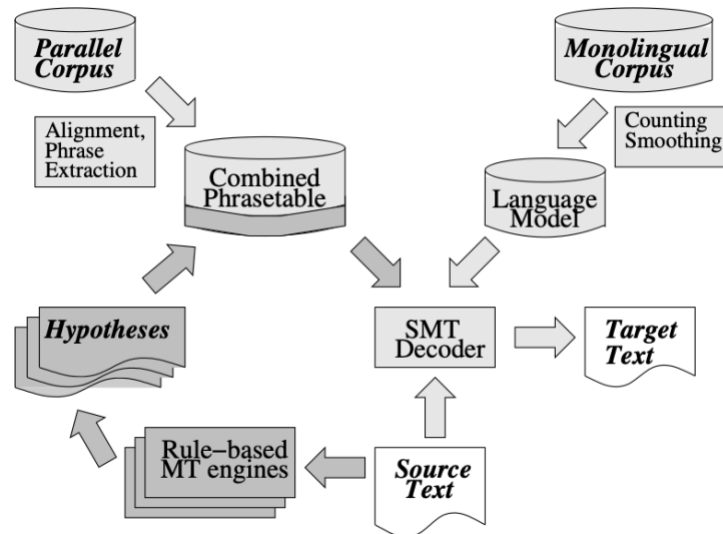 Parallel
Corpus
Monolingual
Corpus
Alignment,
Phrase
Extraction
Counting
Smoothing
Combined
Phrasetable
Language
Model
Hypotheses
SMT
Decoder
Target
Text
Rule−based
MT engines
Source
Text